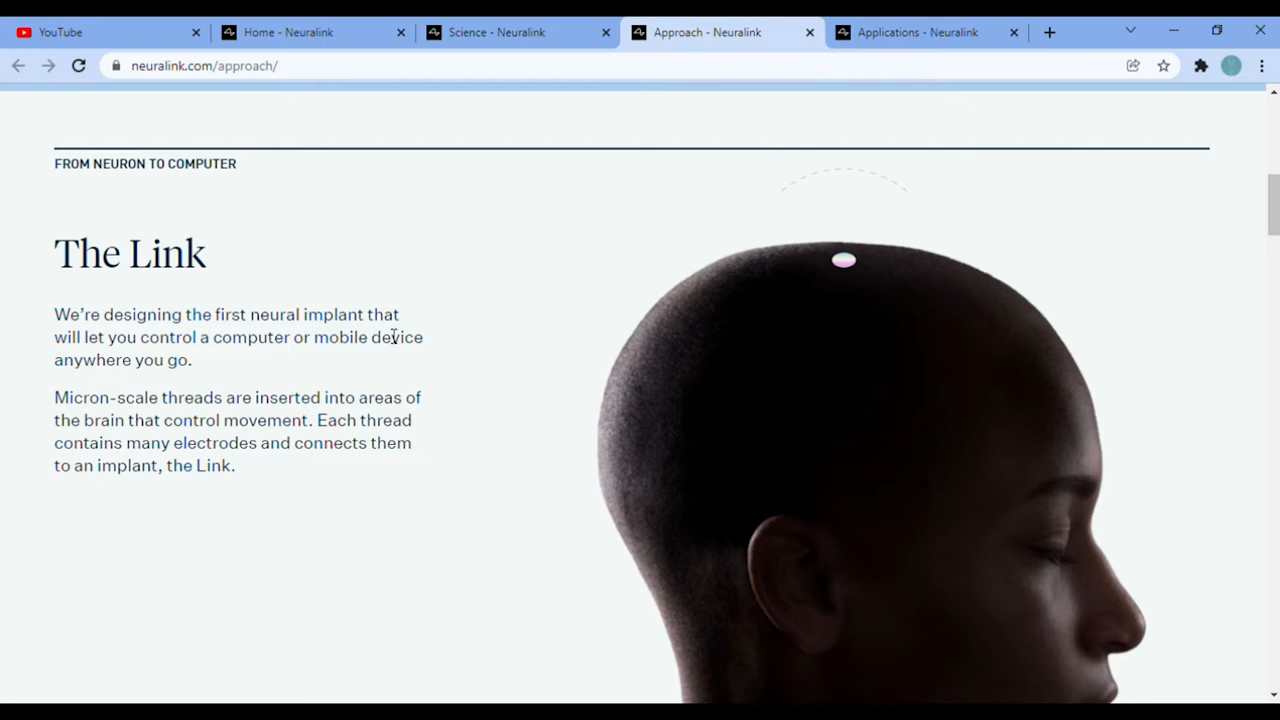 YouTube
Home - Neuralink
Science - Neuralink
Approach - Neuralink
Applications - Neuralink
neuralink.com/approach/
FROM NEURON TO COMPUTER
The Link
We’re designing the first neural implant that
will let you control a computer or mobile device
anywhere you go.
Micron-scale threads are inserted into areas of
the brain that control movement. Each thread
contains many electrodes and connects them
to an implant, the Link.